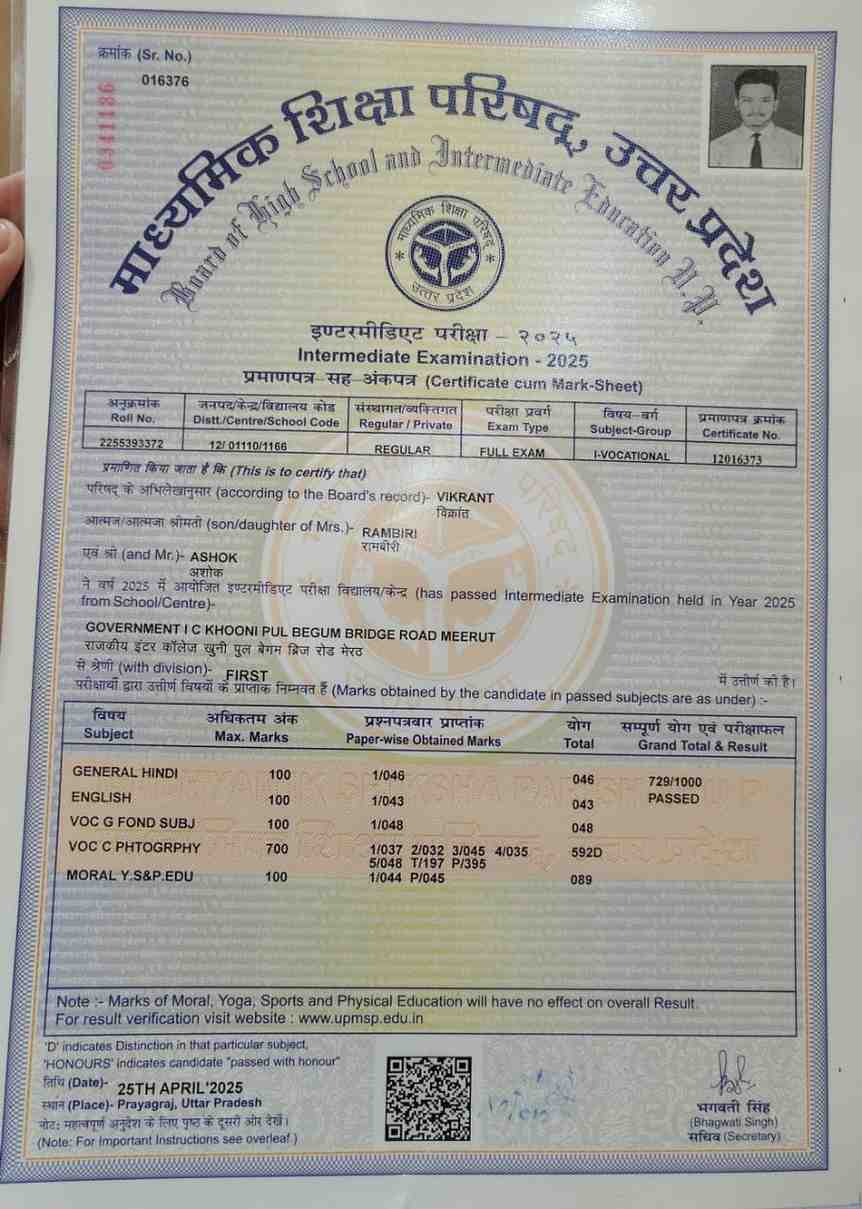 क्रमांक (Sr. No.)
016376
0341186
माध्यमिक शिक्षा परिषद्, उत्तर प्रदेश
Board of High School and Intermediate Education U.P.
माध्यमिक शिक्षा परिषद्
* *
उत्तर प्रदेश
इण्टरमीडिएट परीक्षा – २०२५
Intermediate Examination - 2025
प्रमाणपत्र–सह–अंकपत्र (Certificate cum Mark-Sheet)
अनुक्रमांक जनपद/केन्द्र/विद्यालय कोड संस्थागत/व्यक्तिगत परीक्षा प्रवर्ग विषय-वर्ग प्रमाणपत्र क्रमांक
Roll No. Distt./Centre/School Code Regular / Private Exam Type Subject-Group Certificate No.
2255393372 12/ 01110/1166 REGULAR FULL EXAM I-VOCATIONAL 12016373
प्रमाणित किया जाता है कि (This is to certify that)
परिषद् के अभिलेखानुसार (according to the Board's record)- VIKRANT
विक्रांत
आत्मज/आत्मजा श्रीमती (son/daughter of Mrs.)- RAMBIRI
रामबीरी
एवं श्री (and Mr.)- ASHOK
अशोक
ने वर्ष 2025 में आयोजित इण्टरमीडिएट परीक्षा विद्यालय/केन्द्र (has passed Intermediate Examination held in Year 2025
from School/Centre)-
GOVERNMENT I C KHOONI PUL BEGUM BRIDGE ROAD MEERUT
राजकीय इंटर कॉलेज खुनी पुल बेगम ब्रिज रोड मेरठ
से श्रेणी (with division)- FIRST में उत्तीर्ण की है।
परीक्षार्थी द्वारा उत्तीर्ण विषयों के प्राप्तांक निम्नवत हैं (Marks obtained by the candidate in passed subjects are as under) :-
विषय अधिकतम अंक प्रश्नपत्रवार प्राप्तांक योग सम्पूर्ण योग एवं परीक्षाफल
Subject Max. Marks Paper-wise Obtained Marks Total Grand Total & Result
GENERAL HINDI 100 1/046 046 729/1000
ENGLISH 100 1/043 043 PASSED
VOC G FOND SUBJ 100 1/048 048
VOC C PHTOGRPHY 700 1/037 2/032 3/045 4/035 592D
5/048 T/197 P/395
MORAL Y.S&P.EDU 100 1/044 P/045 089
Note :- Marks of Moral, Yoga, Sports and Physical Education will have no effect on overall Result.
For result verification visit website : www.upmsp.edu.in
'D' indicates Distinction in that particular subject,
'HONOURS' indicates candidate "passed with honour"
तिथि (Date)- 25TH APRIL'2025
स्थान (Place)- Prayagraj, Uttar Pradesh
नोट: महत्वपूर्ण अनुदेश के लिए पृष्ठ के दूसरी ओर देखें।
(Note: For Important Instructions see overleaf.)
भगवती सिंह
(Bhagwati Singh)
सचिव (Secretary)